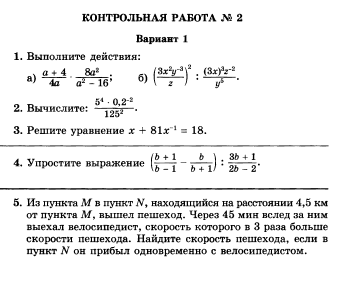 КОНТРОЛЬНАЯ РАБОТА № 2
Вариант 1
1. Выполните действия:
а) (a + 4)/(4a) · (8a²)/(a² − 16); б) ((3x²y⁻³)/z)² : ((3x)³z⁻²)/y⁵.
2. Вычислите: (5⁴ · 0,2⁻²)/125².
3. Решите уравнение x + 81x⁻¹ = 18.
4. Упростите выражение ((b + 1)/(b − 1) − b/(b + 1)) : (3b + 1)/(2b − 2).
5. Из пункта M в пункт N, находящийся на расстоянии 4,5 км
от пункта M, вышел пешеход. Через 45 мин вслед за ним
выехал велосипедист, скорость которого в 3 раза больше
скорости пешехода. Найдите скорость пешехода, если в
пункт N он прибыл одновременно с велосипедистом.